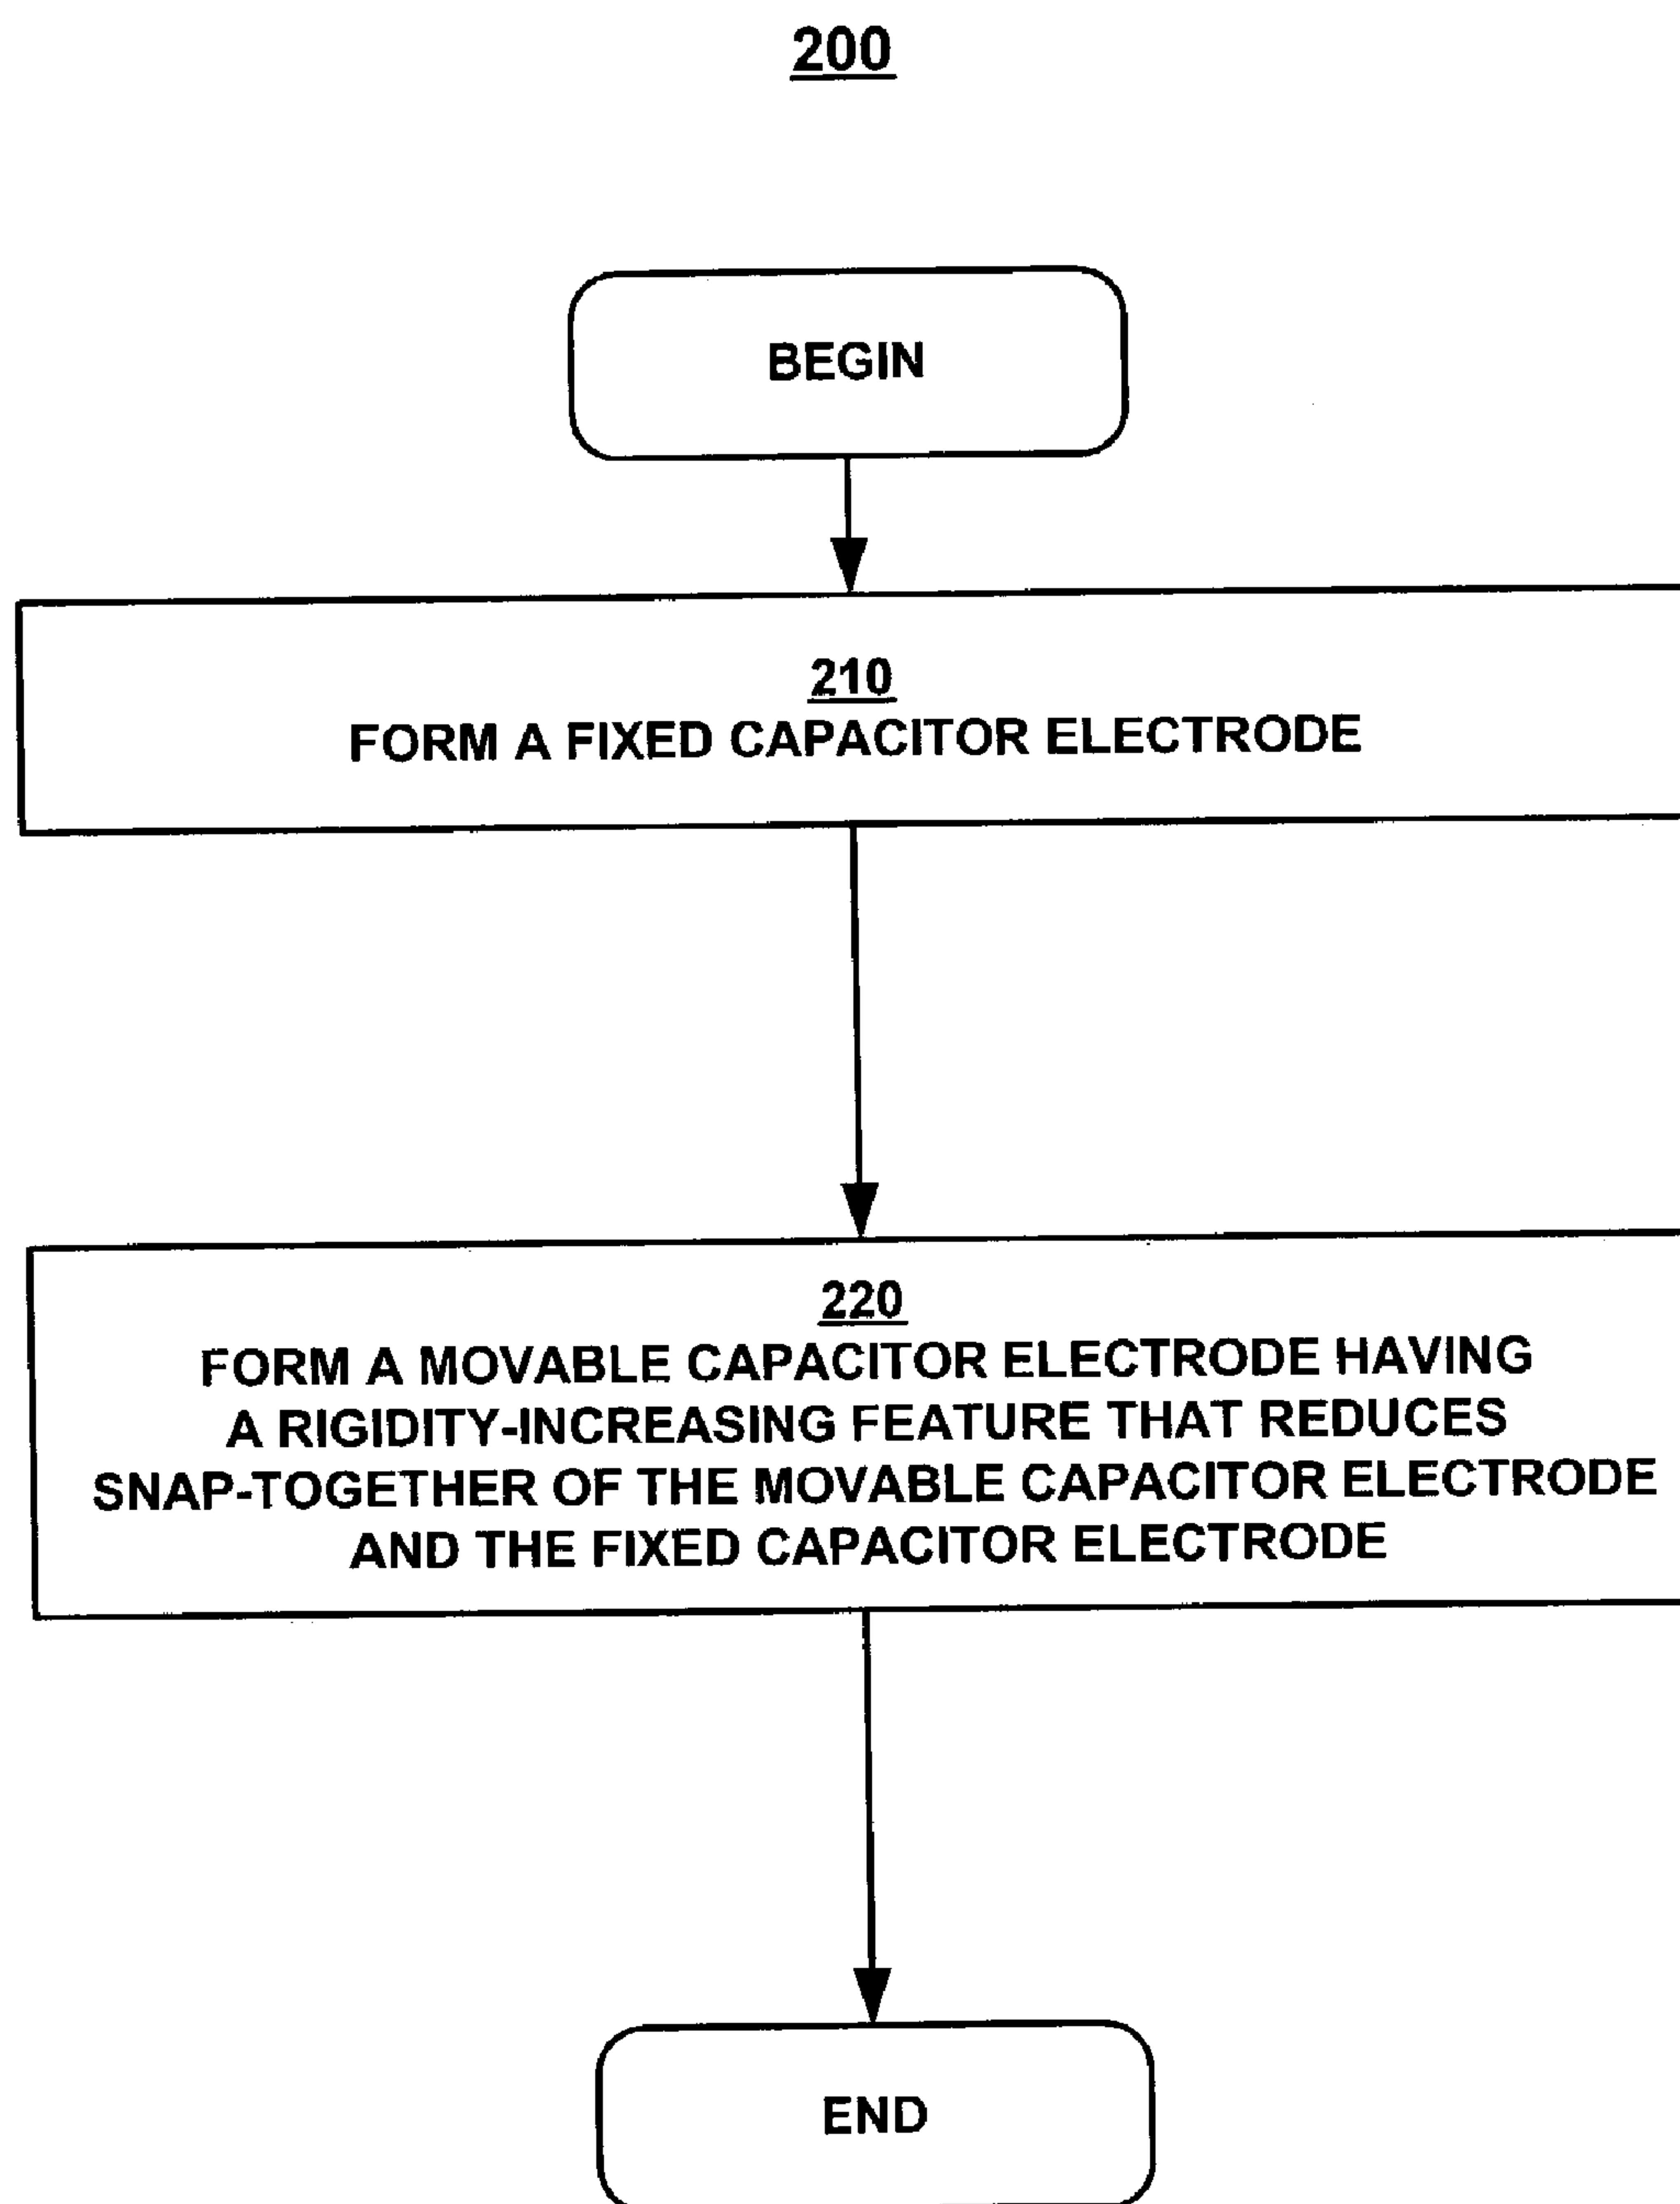 200
BEGIN
210
FORM A FIXED CAPACITOR ELECTRODE
220
FORM A MOVABLE CAPACITOR ELECTRODE HAVING
A RIGIDITY-INCREASING FEATURE THAT REDUCES
SNAP-TOGETHER OF THE MOVABLE CAPACITOR ELECTRODE
AND THE FIXED CAPACITOR ELECTRODE
END